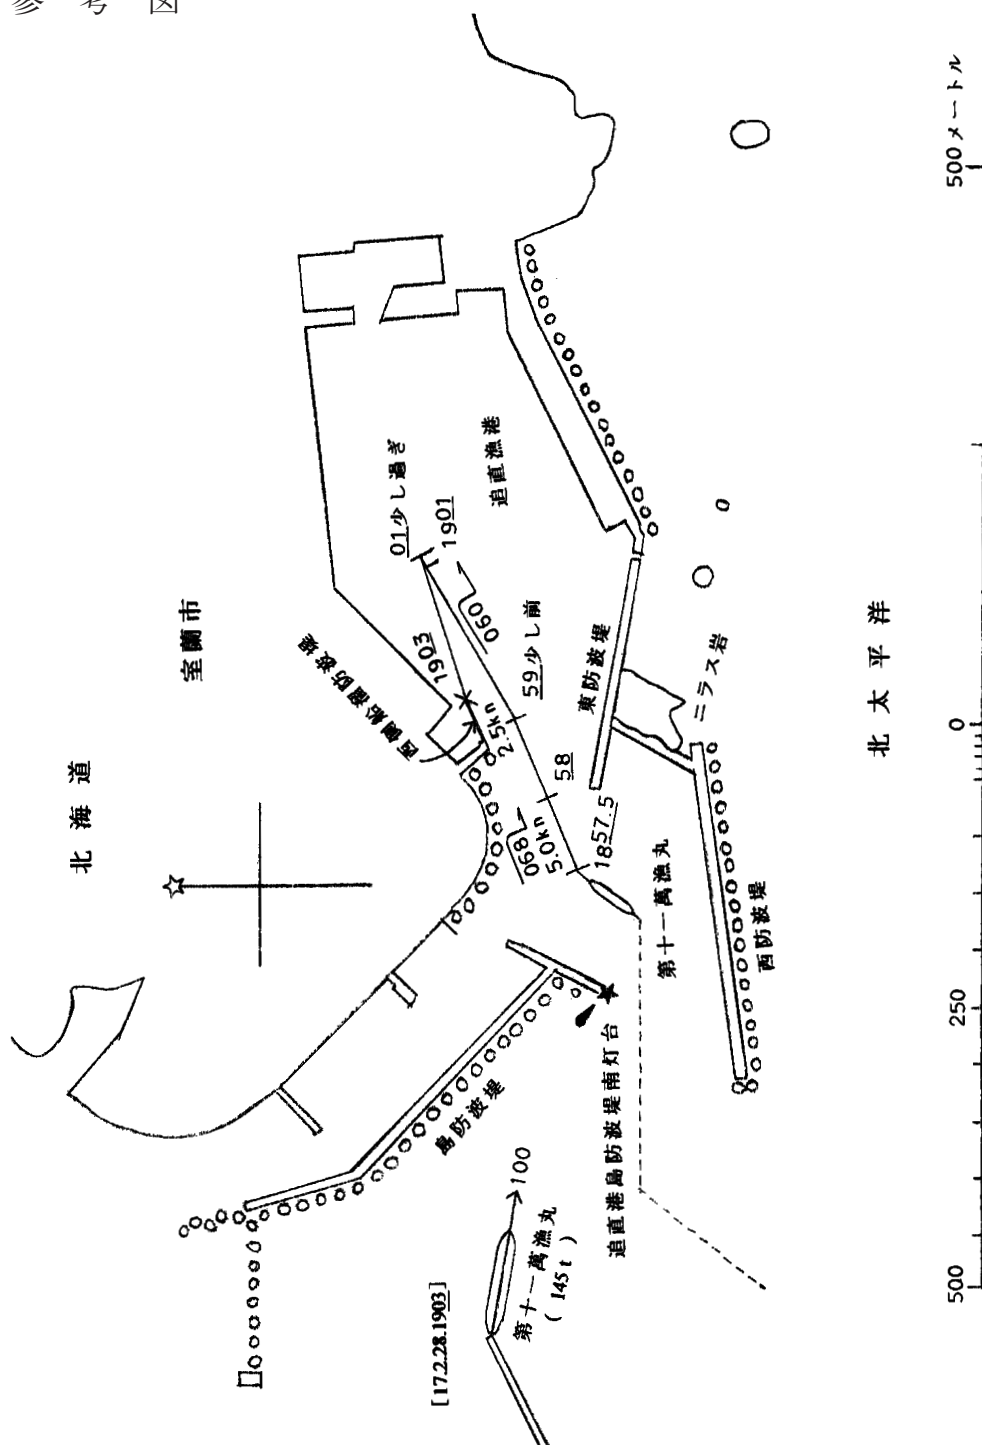 参考図
北海道
室蘭市
西側船溜防波堤
01少し過ぎ
1901
追直漁港
1903
060
2.5kn
59少し前
58
068
5.0kn
1857.5
東防波堤
ニラス岩
第十一萬漁丸
西防波堤
島防波堤
追直港島防波堤南灯台
100
第十一萬漁丸
(145t)
[17.2.28.1903]
北太平洋
500
250
0
500メートル